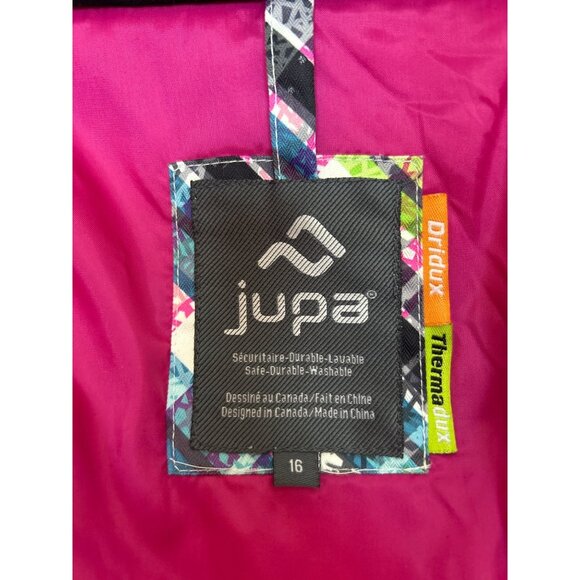 jupa®
Sécuritaire-Durable-Lavable
Safe-Durable-Washable
Dessiné au Canada/Fait en Chine
Designed in Canada/Made in China
16
Dridux
Thermadux